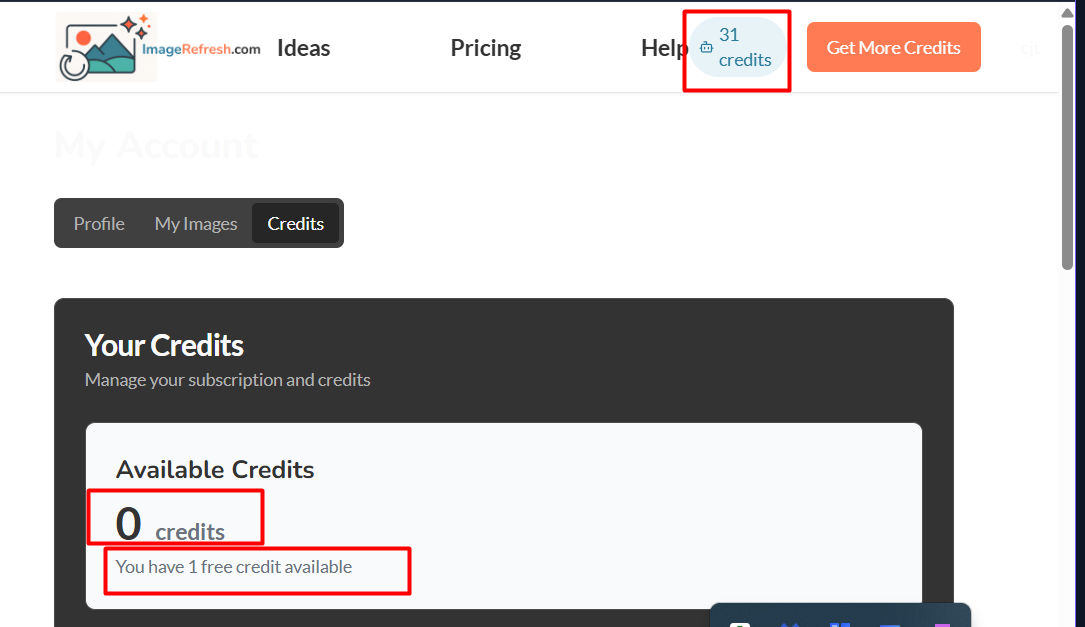 ImageRefresh.com
Ideas
Pricing
Help
31
credits
Get More Credits
My Account
Profile
My Images
Credits
Your Credits
Manage your subscription and credits
Available Credits
0 credits
You have 1 free credit available